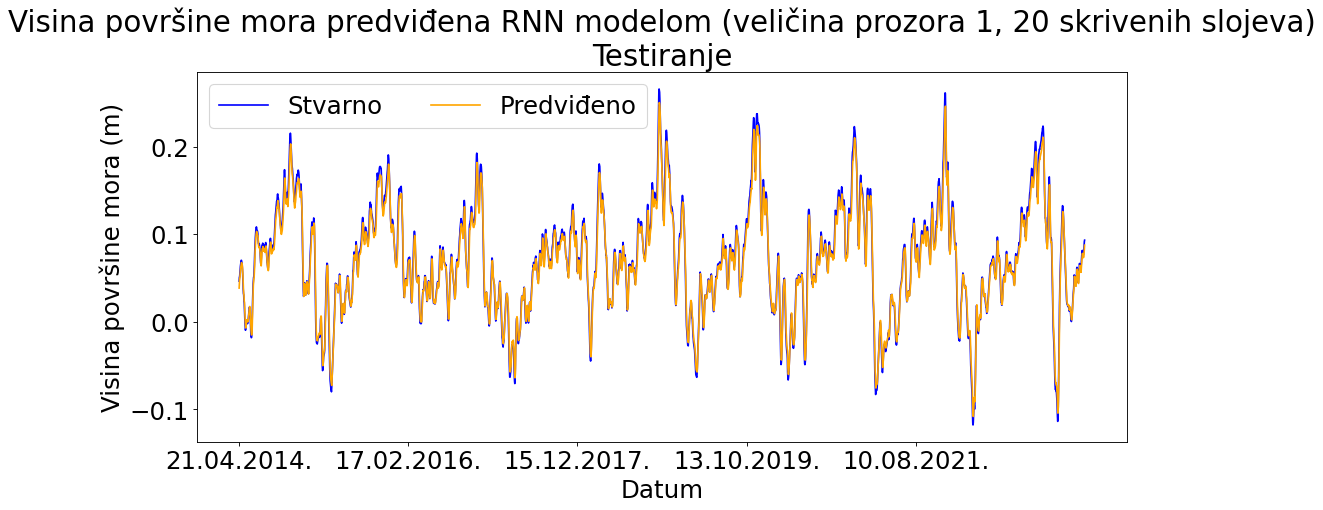 Visina površine mora predviđena RNN modelom (veličina prozora 1, 20 skrivenih slojeva)
Testiranje
Stvarno Predviđeno
Visina površine mora (m)
0.2
0.1
0.0
−0.1
21.04.2014. 17.02.2016. 15.12.2017. 13.10.2019. 10.08.2021.
Datum